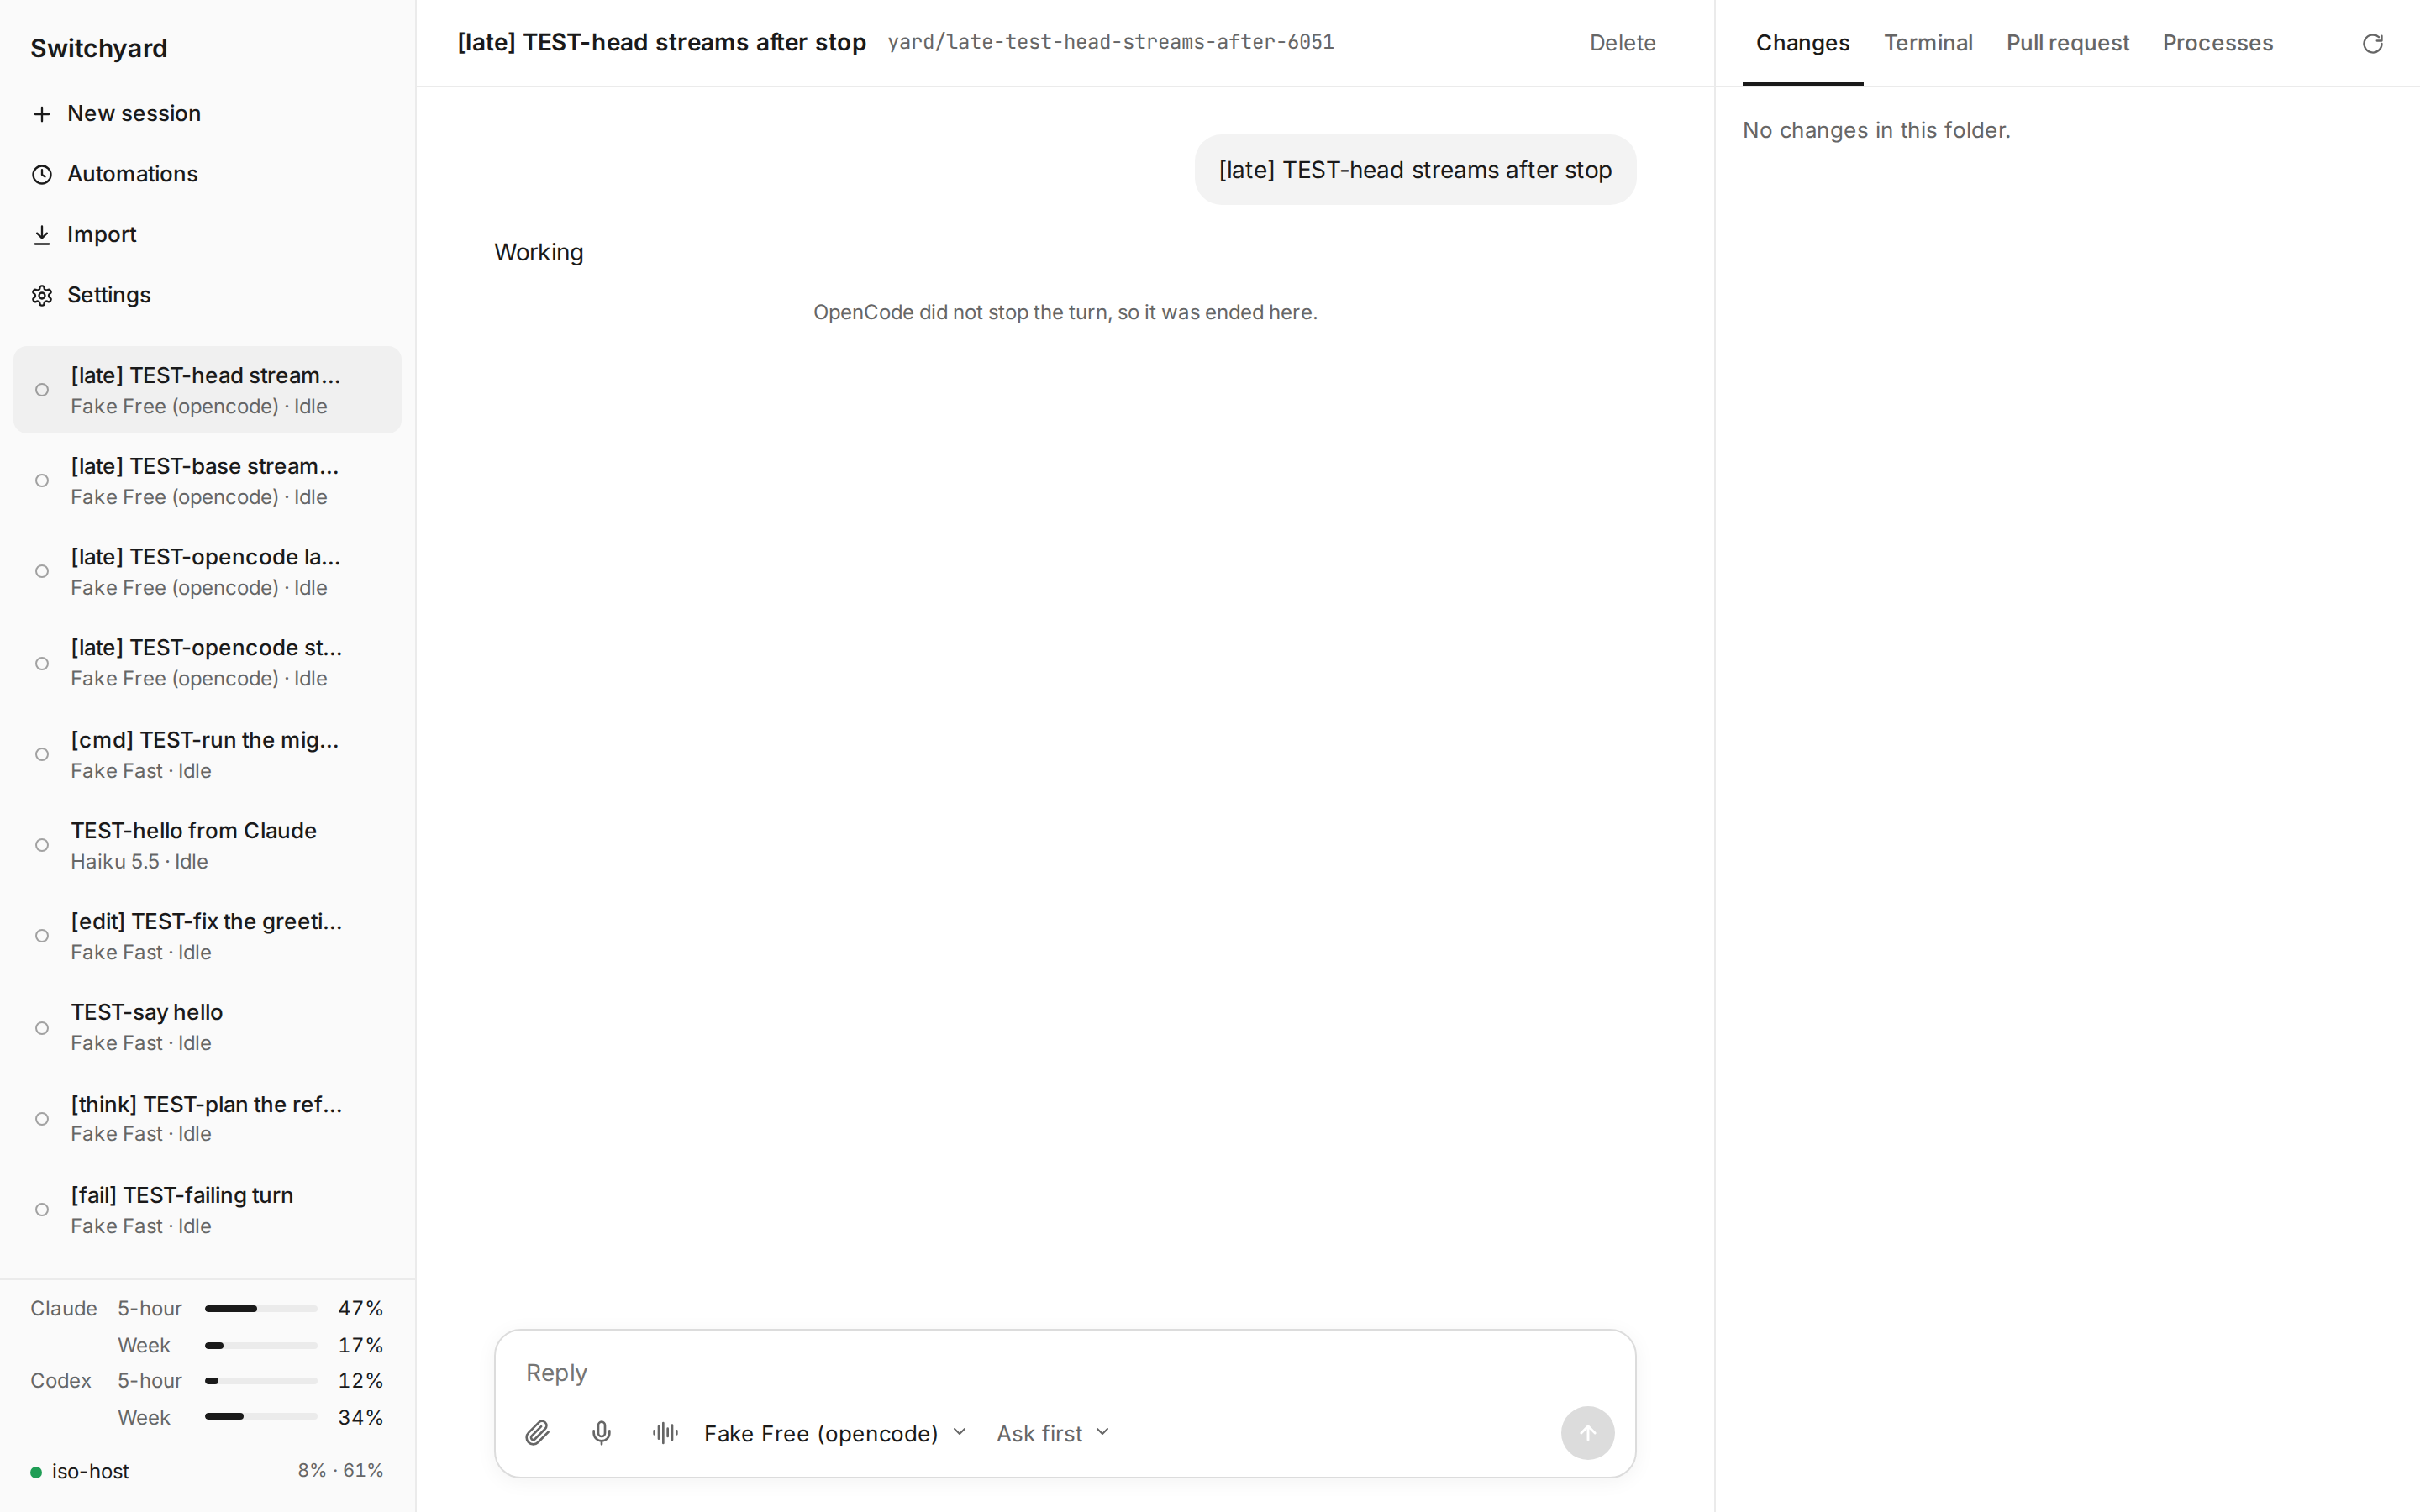 Switchyard
New session
Automations
Import
Settings
[late] TEST-head stream...
Fake Free (opencode) · Idle
[late] TEST-base stream...
Fake Free (opencode) · Idle
[late] TEST-opencode la...
Fake Free (opencode) · Idle
[late] TEST-opencode st...
Fake Free (opencode) · Idle
[cmd] TEST-run the mig...
Fake Fast · Idle
TEST-hello from Claude
Haiku 5.5 · Idle
[edit] TEST-fix the greeti...
Fake Fast · Idle
TEST-say hello
Fake Fast · Idle
[think] TEST-plan the ref...
Fake Fast · Idle
[fail] TEST-failing turn
Fake Fast · Idle
Claude 5-hour 47%
Week 17%
Codex 5-hour 12%
Week 34%
iso-host 8% · 61%
[late] TEST-head streams after stop yard/late-test-head-streams-after-6051 Delete
[late] TEST-head streams after stop
Working
OpenCode did not stop the turn, so it was ended here.
Reply
Fake Free (opencode) Ask first
Changes Terminal Pull request Processes
No changes in this folder.